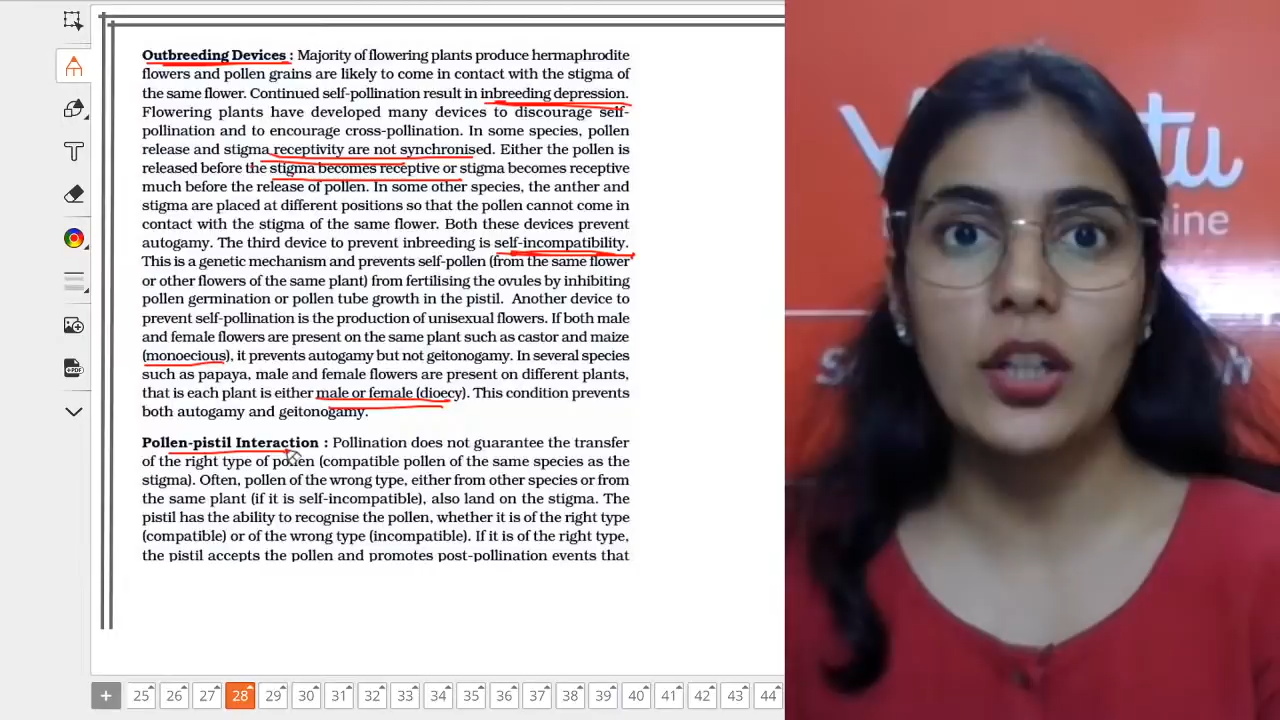 Outbreeding Devices : Majority of flowering plants produce hermaphrodite
flowers and pollen grains are likely to come in contact with the stigma of
the same flower. Continued self-pollination result in inbreeding depression.
Flowering plants have developed many devices to discourage self-
pollination and to encourage cross-pollination. In some species, pollen
release and stigma receptivity are not synchronised. Either the pollen is
released before the stigma becomes receptive or stigma becomes receptive
much before the release of pollen. In some other species, the anther and
stigma are placed at different positions so that the pollen cannot come in
contact with the stigma of the same flower. Both these devices prevent
autogamy. The third device to prevent inbreeding is self-incompatibility.
This is a genetic mechanism and prevents self-pollen (from the same flower
or other flowers of the same plant) from fertilising the ovules by inhibiting
pollen germination or pollen tube growth in the pistil. Another device to
prevent self-pollination is the production of unisexual flowers. If both male
and female flowers are present on the same plant such as castor and maize
(monoecious), it prevents autogamy but not geitonogamy. In several species
such as papaya, male and female flowers are present on different plants,
that is each plant is either male or female (dioecy). This condition prevents
both autogamy and geitonogamy.
Pollen-pistil Interaction : Pollination does not guarantee the transfer
of the right type of pollen (compatible pollen of the same species as the
stigma). Often, pollen of the wrong type, either from other species or from
the same plant (if it is self-incompatible), also land on the stigma. The
pistil has the ability to recognise the pollen, whether it is of the right type
(compatible) or of the wrong type (incompatible). If it is of the right type,
the pistil accepts the pollen and promotes post-pollination events that
T
PDF
+ 25 26 27 28 29 30 31 32 33 34 35 36 37 38 39 40 41 42 43 44